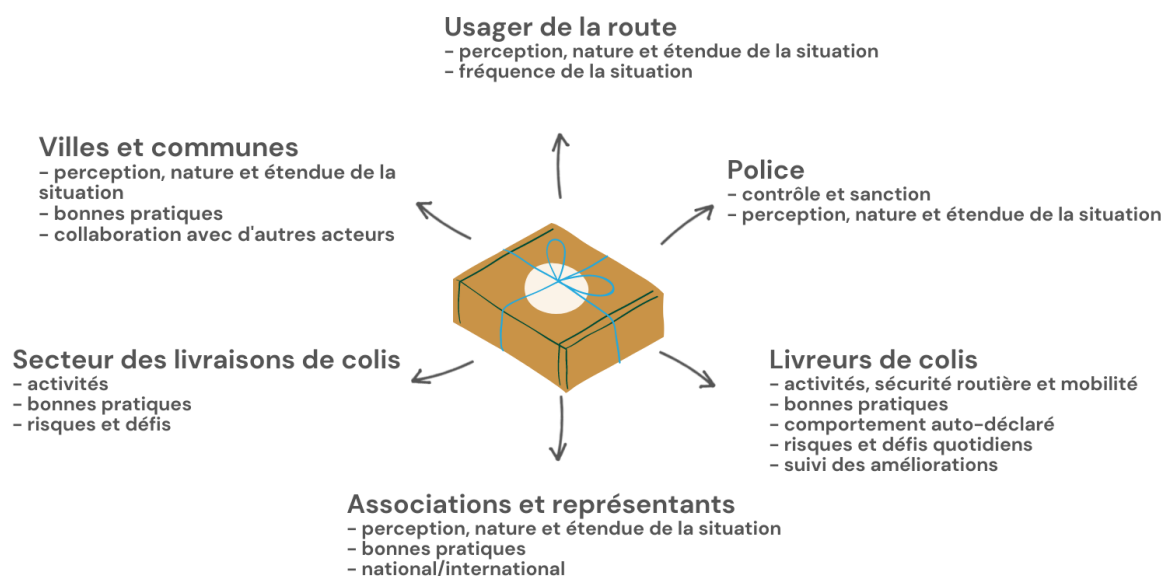 Usager de la route
- perception, nature et étendue de la situation
- fréquence de la situation
Villes et communes
- perception, nature et étendue de la
situation
- bonnes pratiques
- collaboration avec d'autres acteurs
Police
- contrôle et sanction
- perception, nature et étendue de la situation
Secteur des livraisons de colis
- activités
- bonnes pratiques
- risques et défis
Livreurs de colis
- activités, sécurité routière et mobilité
- bonnes pratiques
- comportement auto-déclaré
- risques et défis quotidiens
- suivi des améliorations
Associations et représentants
- perception, nature et étendue de la situation
- bonnes pratiques
- national/international